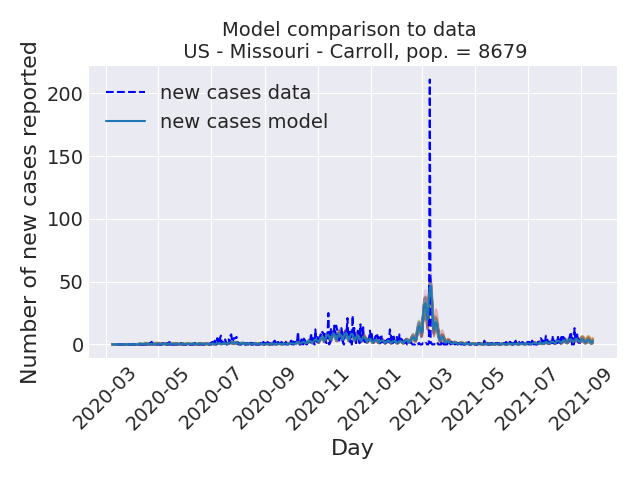 Model comparison to data
US - Missouri - Carroll, pop. = 8679
Number of new cases reported
200
150
100
50
0
new cases data
new cases model
2020-03
2020-05
2020-07
2020-09
2020-11
2021-01
2021-03
2021-05
2021-07
2021-09
Day